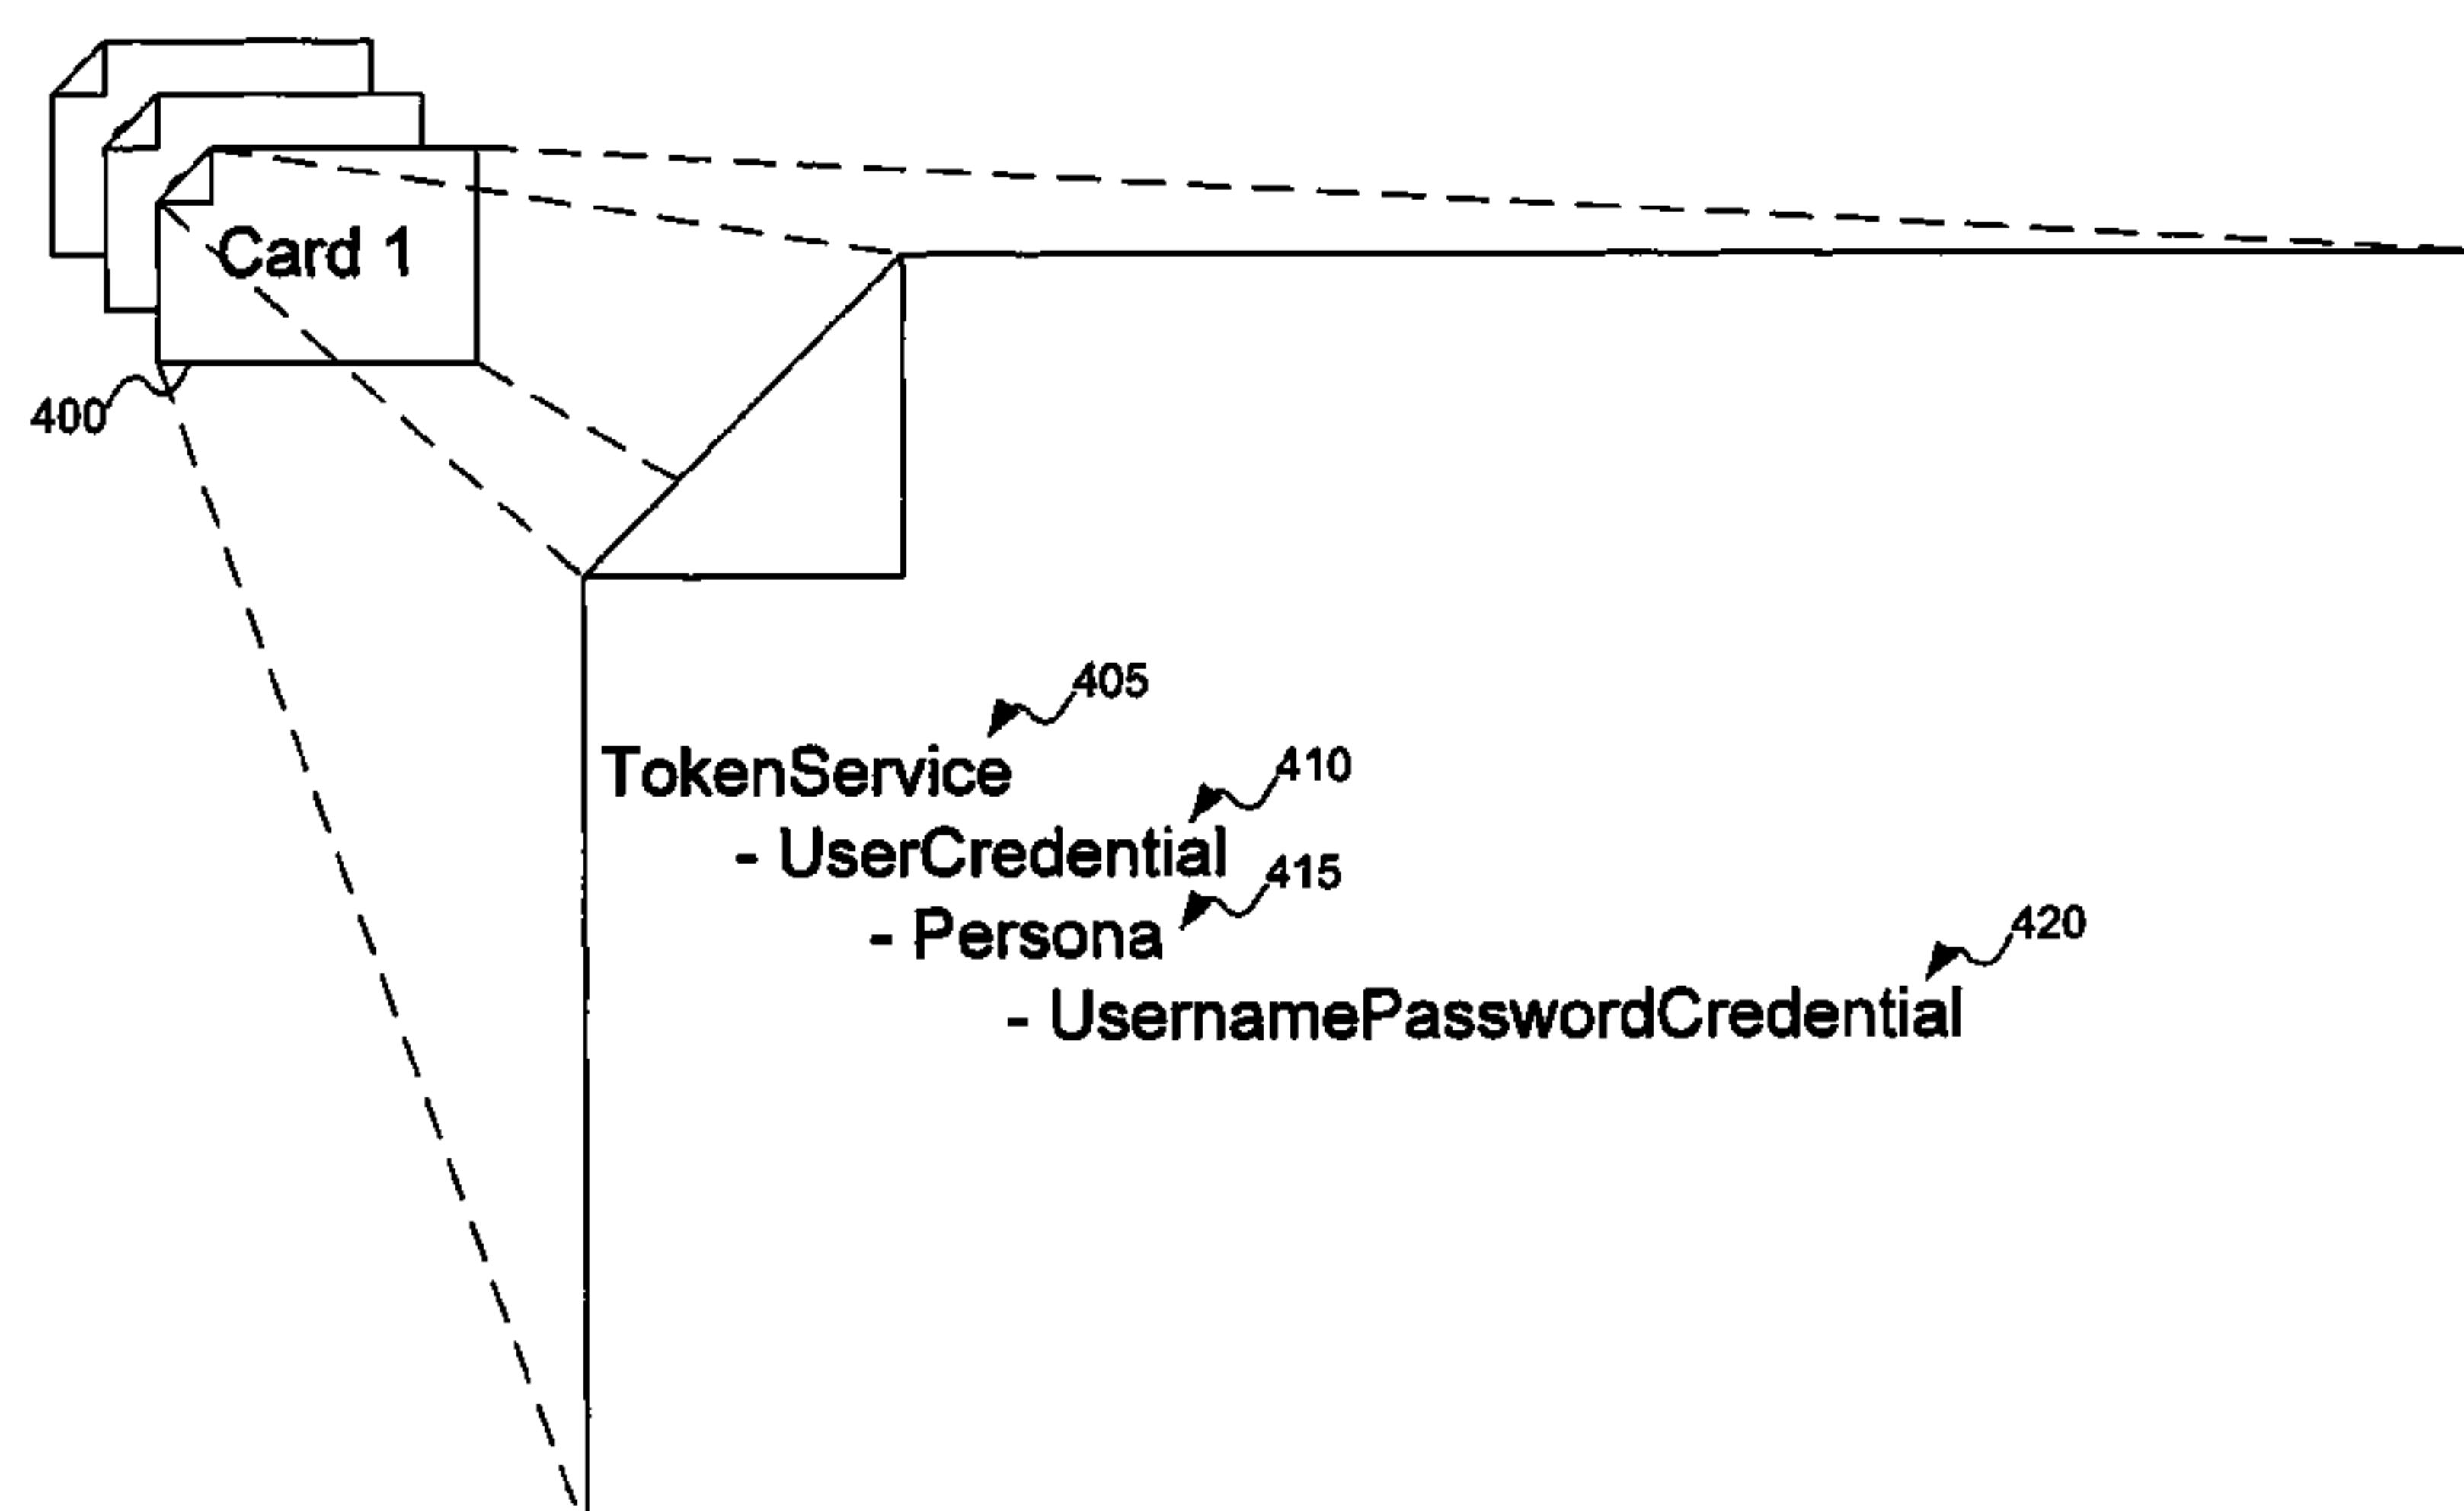 Card 1
400
405
TokenService
410
- UserCredential
415
- Persona
420
- UsernamePasswordCredential